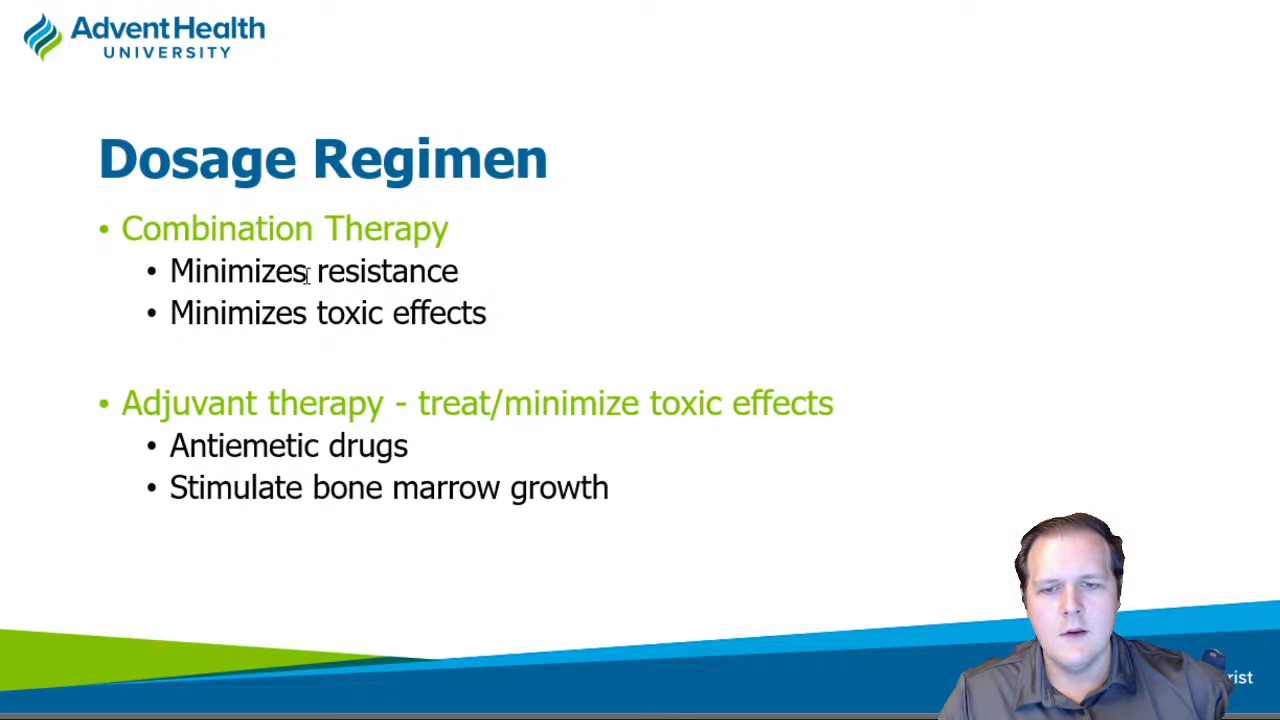 AdventHealth
UNIVERSITY
Dosage Regimen
• Combination Therapy
• Minimizes resistance
• Minimizes toxic effects
• Adjuvant therapy - treat/minimize toxic effects
• Antiemetic drugs
• Stimulate bone marrow growth